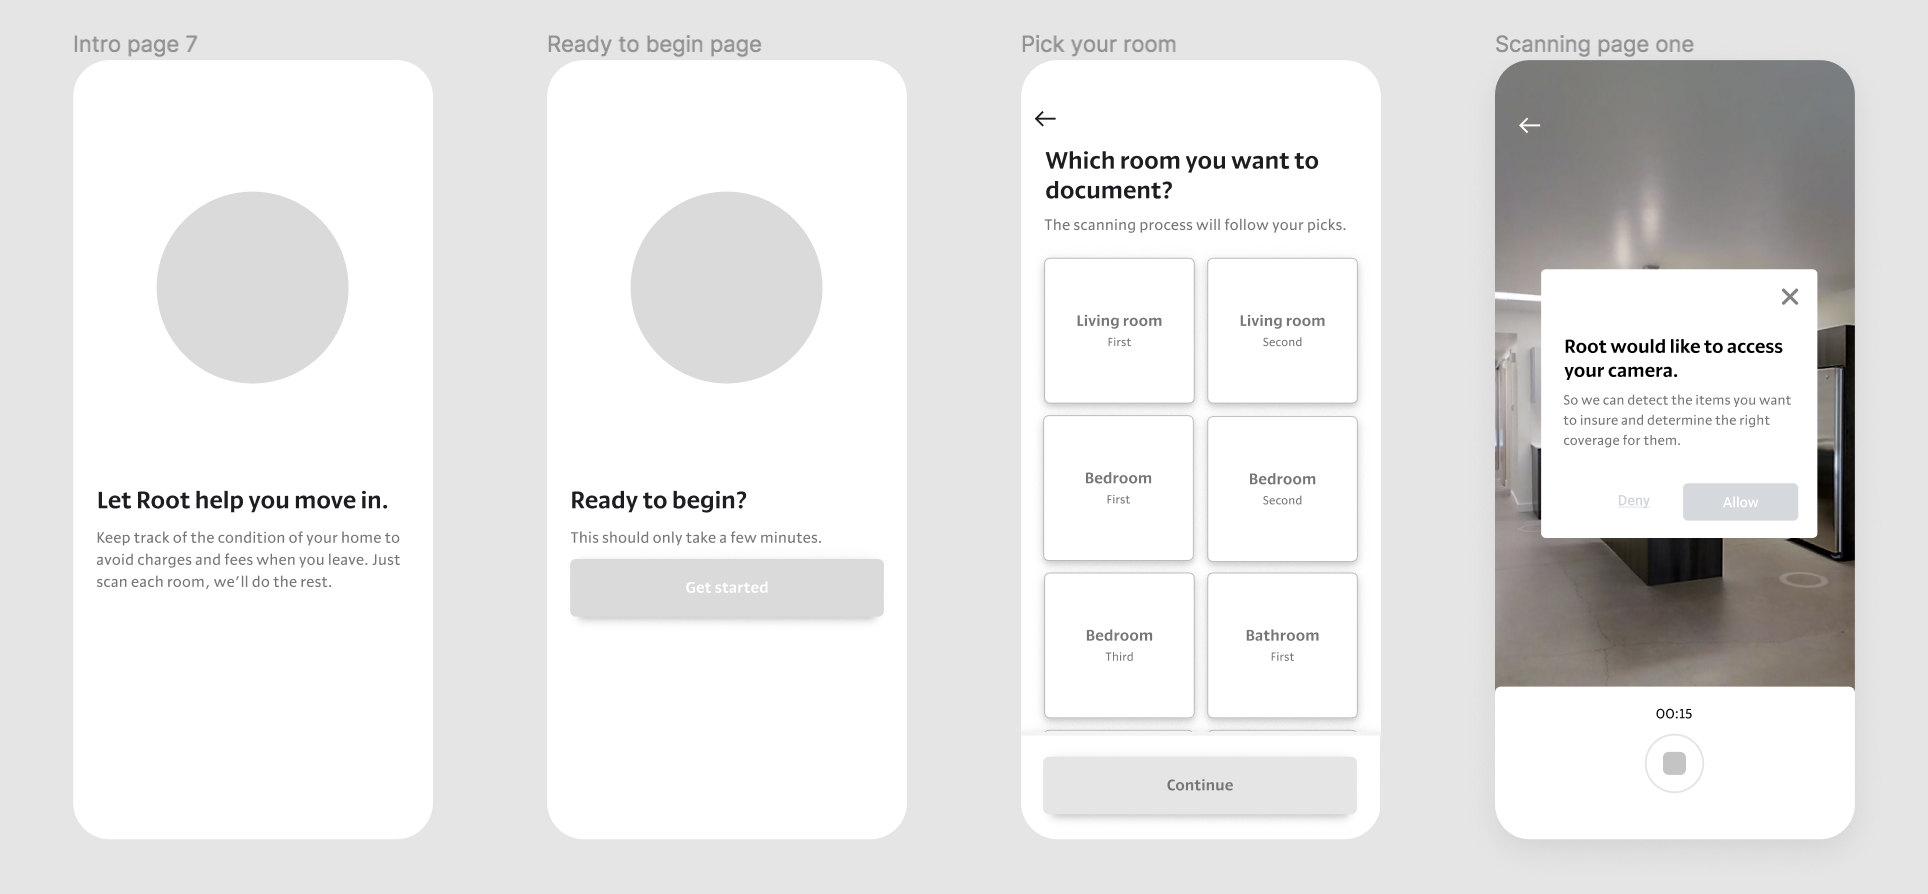 Intro page 7
Let Root help you move in.
Keep track of the condition of your home to
avoid charges and fees when you leave. Just
scan each room, we'll do the rest.
Ready to begin page
Ready to begin?
This should only take a few minutes.
Get started
Pick your room
Which room you want to
document?
The scanning process will follow your picks.
Living room
First
Living room
Second
Bedroom
First
Bedroom
Second
Bedroom
Third
Bathroom
First
Continue
Scanning page one
Root would like to access
your camera.
So we can detect the items you want
to insure and determine the right
coverage for them.
Deny
Allow
00:15